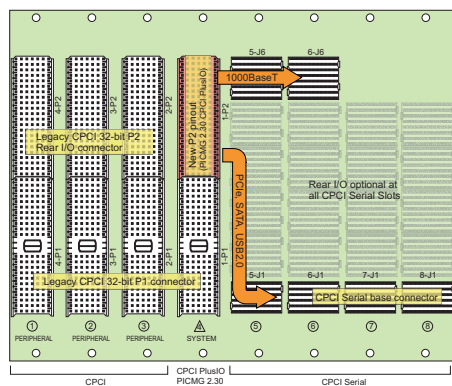 5-J6
6-J6
1000BaseT
4-P2
3-P2
2-P2
1-P2
New P2 pinout
(PICMG 2.30 CPCI PlusIO)
Legacy CPCI 32-bit P2
Rear I/O connector
PCIe, SATA, USB2.0
Rear I/O optional at
all CPCI Serial Slots
4-P1
3-P1
2-P1
1-P1
5-J1
6-J1
7-J1
8-J1
Legacy CPCI 32-bit P1 connector
CPCI Serial base connector
1
2
3
4
5
6
7
8
PERIPHERAL
PERIPHERAL
PERIPHERAL
SYSTEM
CPCI
CPCI PlusIO
PICMG 2.30
CPCI Serial